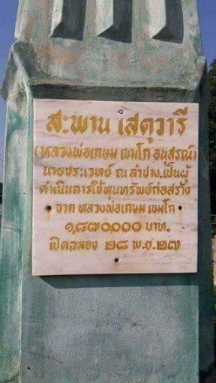 สะพาน เสตุวารี
(หลวงพ่อเกษม เขมโก อนุสรณ์)
นายประเวทย์ ณ ลำปาง เป็นผู้
ดำเนินการใช้ทุนทรัพย์ก่อสร้าง
จาก หลวงพ่อเกษม เขมโก
๑,๘๗๐,๐๐๐ บาท.
เปิดฉลอง ๒๘ พ.ย.๒๗